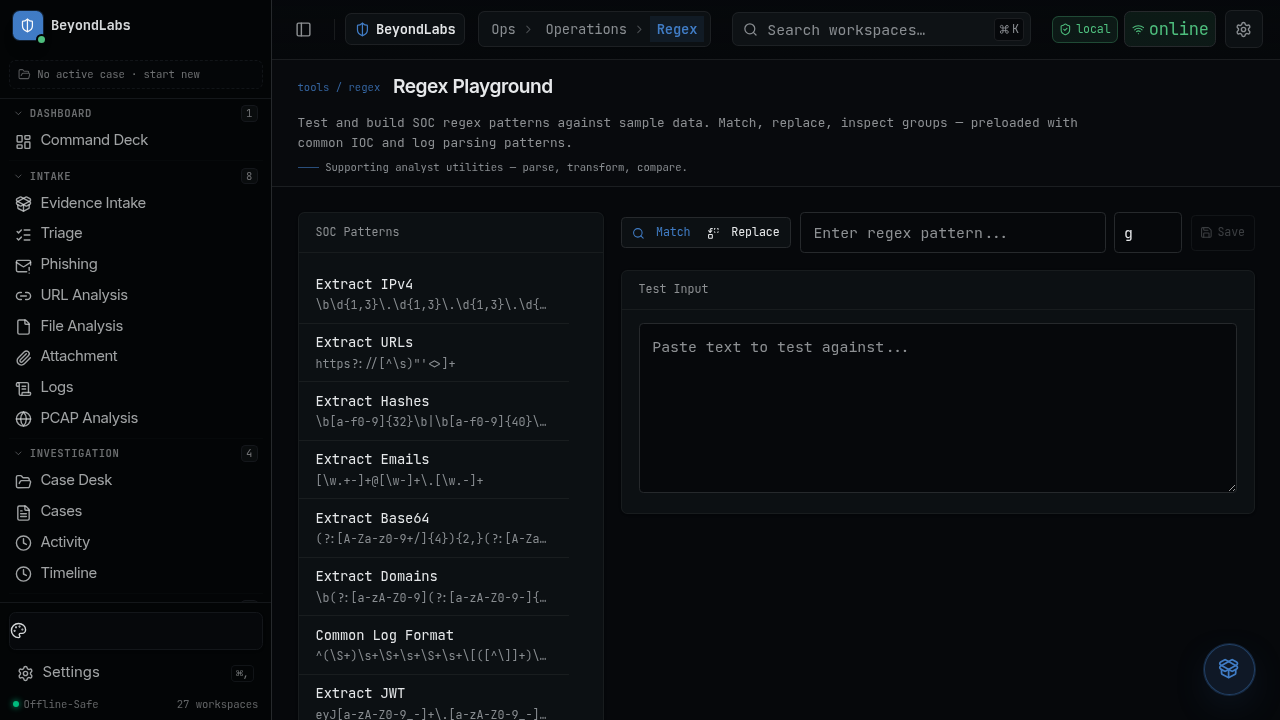 BeyondLabs
No active case · start new
DASHBOARD 1
Command Deck
INTAKE 8
Evidence Intake
Triage
Phishing
URL Analysis
File Analysis
Attachment
Logs
PCAP Analysis
INVESTIGATION 4
Case Desk
Cases
Activity
Timeline
Settings ⌘,
Offline-Safe 27 workspaces
BeyondLabs Ops Operations Regex Search workspaces… ⌘K local online
tools / regex Regex Playground
Test and build SOC regex patterns against sample data. Match, replace, inspect groups — preloaded with
common IOC and log parsing patterns.
Supporting analyst utilities — parse, transform, compare.
SOC Patterns
Extract IPv4
\b\d{1,3}\.\d{1,3}\.\d{1,3}\.\d{…
Extract URLs
https?://[^\s)"'<>]+
Extract Hashes
\b[a-f0-9]{32}\b|\b[a-f0-9]{40}\…
Extract Emails
[\w.+-]+@[\w-]+\.[\w.-]+
Extract Base64
(?:[A-Za-z0-9+/]{4}){2,}(?:[A-Za…
Extract Domains
\b(?:[a-zA-Z0-9](?:[a-zA-Z0-9-]{…
Common Log Format
^(\S+)\s+\S+\s+\S+\s+\[([^\]]+)\…
Extract JWT
eyJ[a-zA-Z0-9_-]+\.[a-zA-Z0-9_-]…
Match Replace Enter regex pattern... g Save
Test Input
Paste text to test against...